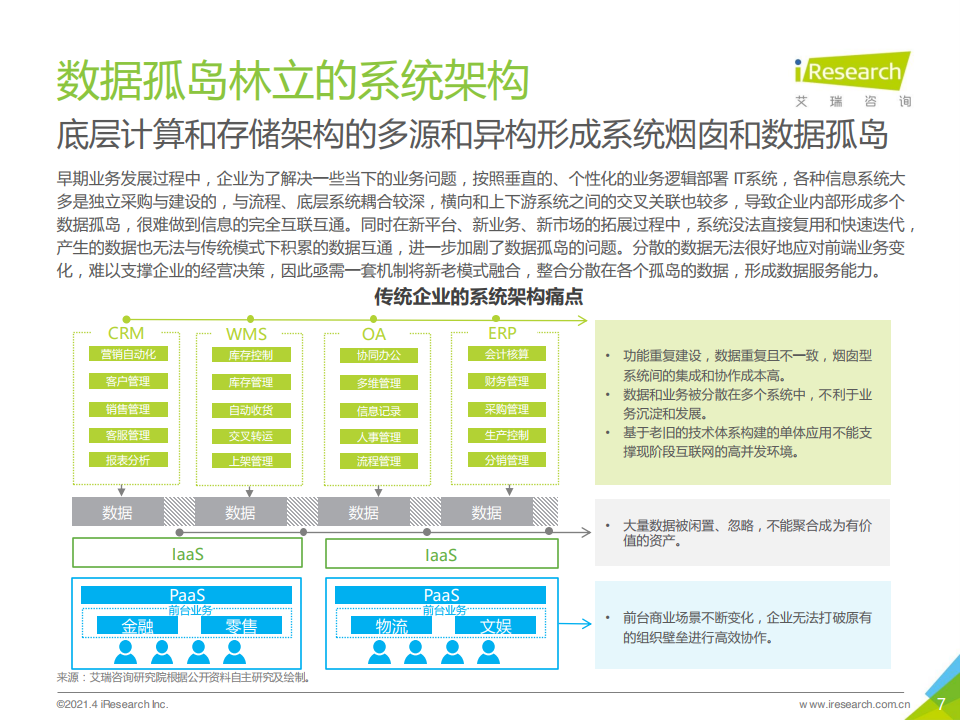 数据孤岛林立的系统架构
iResearch
艾瑞咨询
底层计算和存储架构的多源和异构形成系统烟囱和数据孤岛
早期业务发展过程中，企业为了解决一些当下的业务问题，按照垂直的、个性化的业务逻辑部署 IT系统，各种信息系统大
多是独立采购与建设的，与流程、底层系统耦合较深，横向和上下游系统之间的交叉关联也较多，导致企业内部形成多个
数据孤岛，很难做到信息的完全互联互通。同时在新平台、新业务、新市场的拓展过程中，系统没法直接复用和快速迭代，
产生的数据也无法与传统模式下积累的数据互通，进一步加剧了数据孤岛的问题。分散的数据无法很好地应对前端业务变
化，难以支撑企业的经营决策，因此亟需一套机制将新老模式融合，整合分散在各个孤岛的数据，形成数据服务能力。
传统企业的系统架构痛点
CRM
营销自动化
客户管理
销售管理
客服管理
报表分析
WMS
库存控制
库存管理
自动收货
交叉转运
上架管理
OA
协同办公
多维管理
信息记录
人事管理
流程管理
ERP
会计核算
财务管理
采购管理
生产控制
分销管理
• 功能重复建设，数据重复且不一致，烟囱型
系统间的集成和协作成本高。
• 数据和业务被分散在多个系统中，不利于业
务沉淀和发展。
• 基于老旧的技术体系构建的单体应用不能支
撑现阶段互联网的高并发环境。
数据 数据 数据 数据
• 大量数据被闲置、忽略，不能聚合成为有价
值的资产。
IaaS IaaS
PaaS
前台业务
金融 零售
PaaS
前台业务
物流 文娱
• 前台商业场景不断变化，企业无法打破原有
的组织壁垒进行高效协作。
来源：艾瑞咨询研究院根据公开资料自主研究及绘制。
©2021.4 iResearch Inc.
www.iresearch.com.cn
7